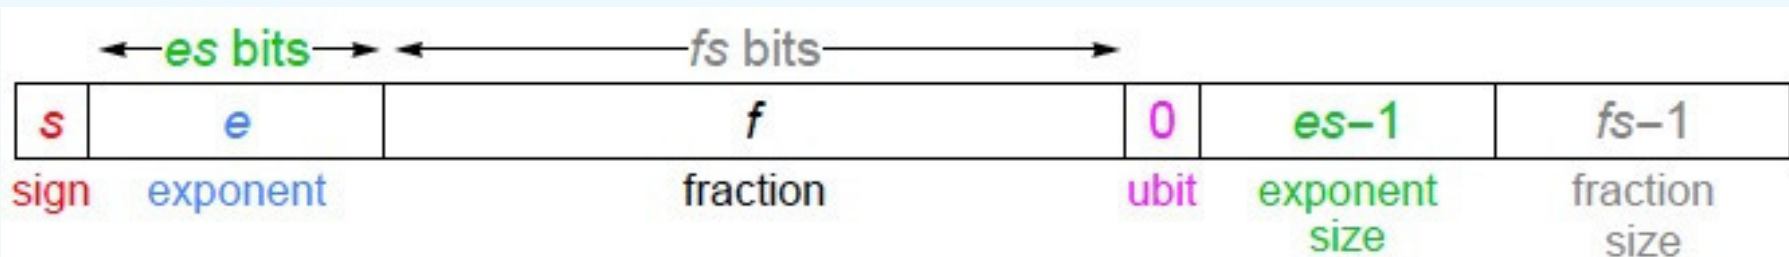 es bits fs bits
s e f 0 es–1 fs–1
sign exponent fraction ubit exponent fraction
size size